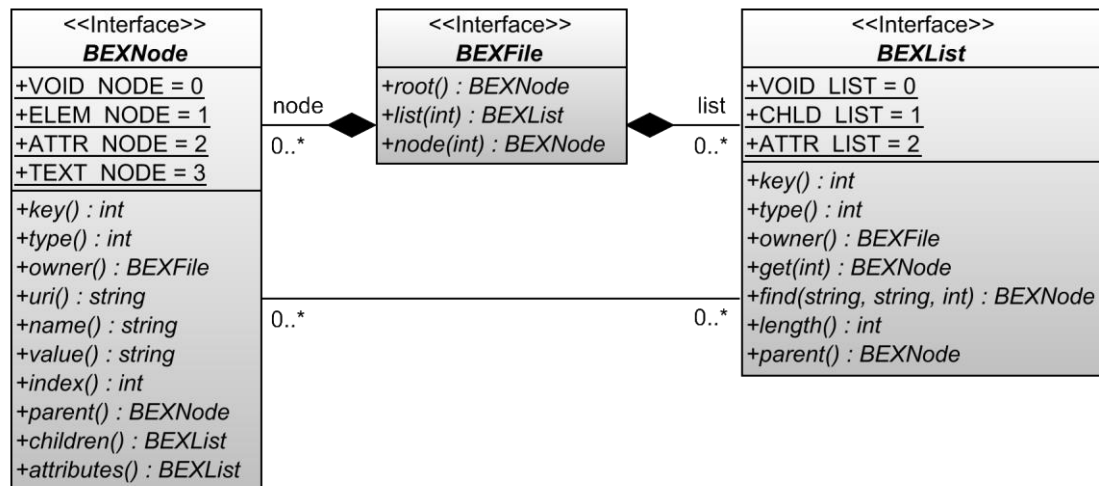 <<Interface>>
BEXNode
+VOID_NODE = 0
+ELEM_NODE = 1
+ATTR_NODE = 2
+TEXT_NODE = 3
+key() : int
+type() : int
+owner() : BEXFile
+uri() : string
+name() : string
+value() : string
+index() : int
+parent() : BEXNode
+children() : BEXList
+attributes() : BEXList
node
0..*
0..*
<<Interface>>
BEXFile
+root() : BEXNode
+list(int) : BEXList
+node(int) : BEXNode
list
0..*
0..*
<<Interface>>
BEXList
+VOID_LIST = 0
+CHLD_LIST = 1
+ATTR_LIST = 2
+key() : int
+type() : int
+owner() : BEXFile
+get(int) : BEXNode
+find(string, string, int) : BEXNode
+length() : int
+parent() : BEXNode